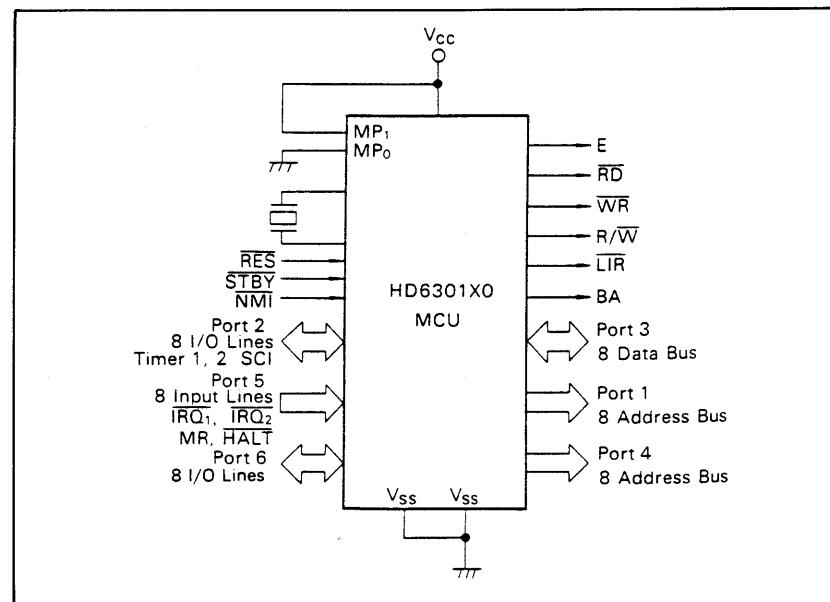 VCC
MP1
MP0
RES
STBY
NMI
Port 2
8 I/O Lines
Timer 1, 2 SCI
Port 5
8 Input Lines
IRQ1, IRQ2
MR, HALT
Port 6
8 I/O Lines
HD6301X0
MCU
VSS VSS
E
RD
WR
R/W
LIR
BA
Port 3
8 Data Bus
Port 1
8 Address Bus
Port 4
8 Address Bus